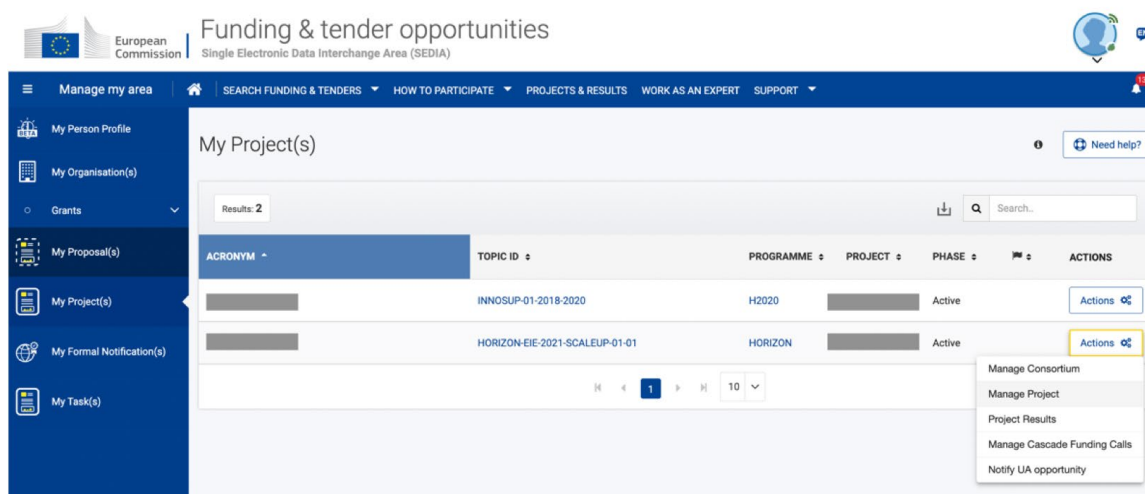 European
Commission
Funding & tender opportunities
Single Electronic Data Interchange Area (SEDIA)
Manage my area
SEARCH FUNDING & TENDERS HOW TO PARTICIPATE PROJECTS & RESULTS WORK AS AN EXPERT SUPPORT
My Person Profile
BETA
My Organisation(s)
Grants
My Proposal(s)
My Project(s)
My Formal Notification(s)
My Task(s)
My Project(s)
Need help?
Results: 2
Search..
ACRONYM TOPIC ID PROGRAMME PROJECT PHASE ACTIONS
INNOSUP-01-2018-2020 H2020 Active Actions
HORIZON-EIE-2021-SCALEUP-01-01 HORIZON Active Actions
1 10
Manage Consortium
Manage Project
Project Results
Manage Cascade Funding Calls
Notify UA opportunity